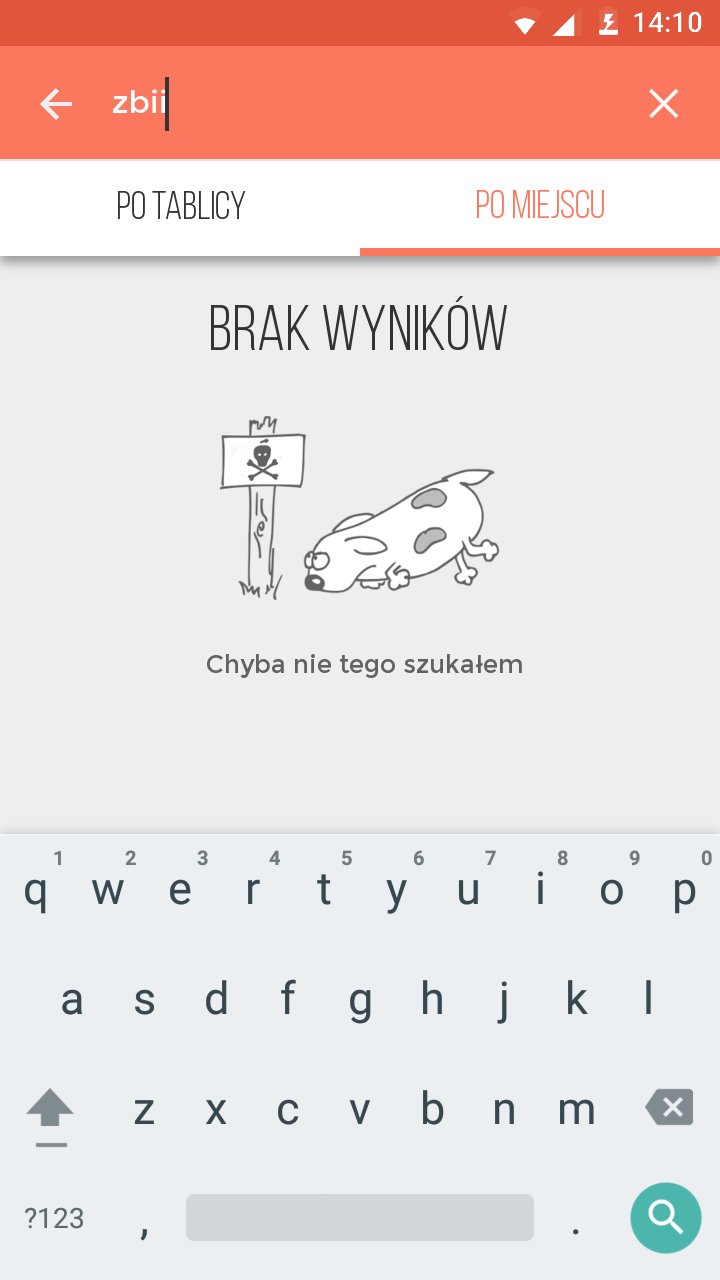 14:10
zbii
PO TABLICY
PO MIEJSCU
BRAK WYNIKÓW
Chyba nie tego szukałem
1 2 3 4 5 6 7 8 9 0
q w e r t y u i o p
a s d f g h j k l
z x c v b n m
?123 , .